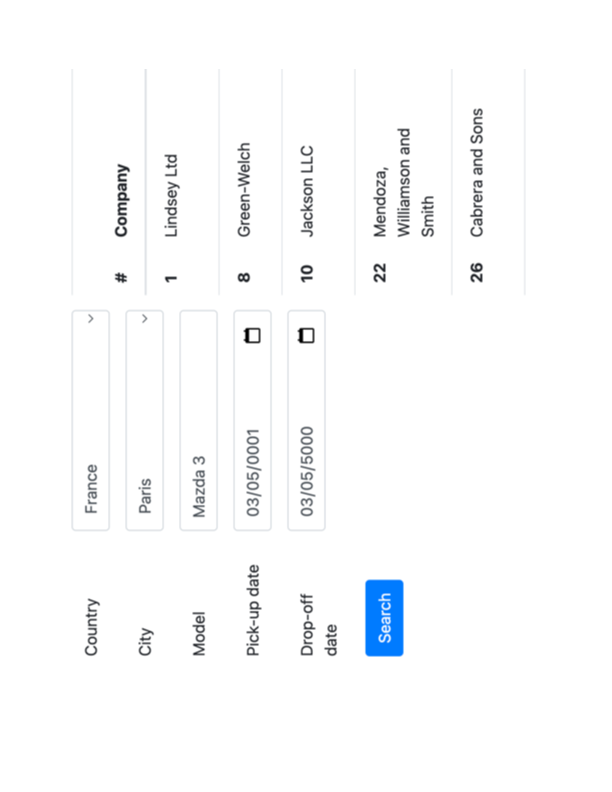 Country
France
City
Paris
Model
Mazda 3
Pick-up date
03/05/0001
Drop-off
date
03/05/5000
Search
# Company
1 Lindsey Ltd
8 Green-Welch
10 Jackson LLC
22 Mendoza,
Williamson and
Smith
26 Cabrera and Sons